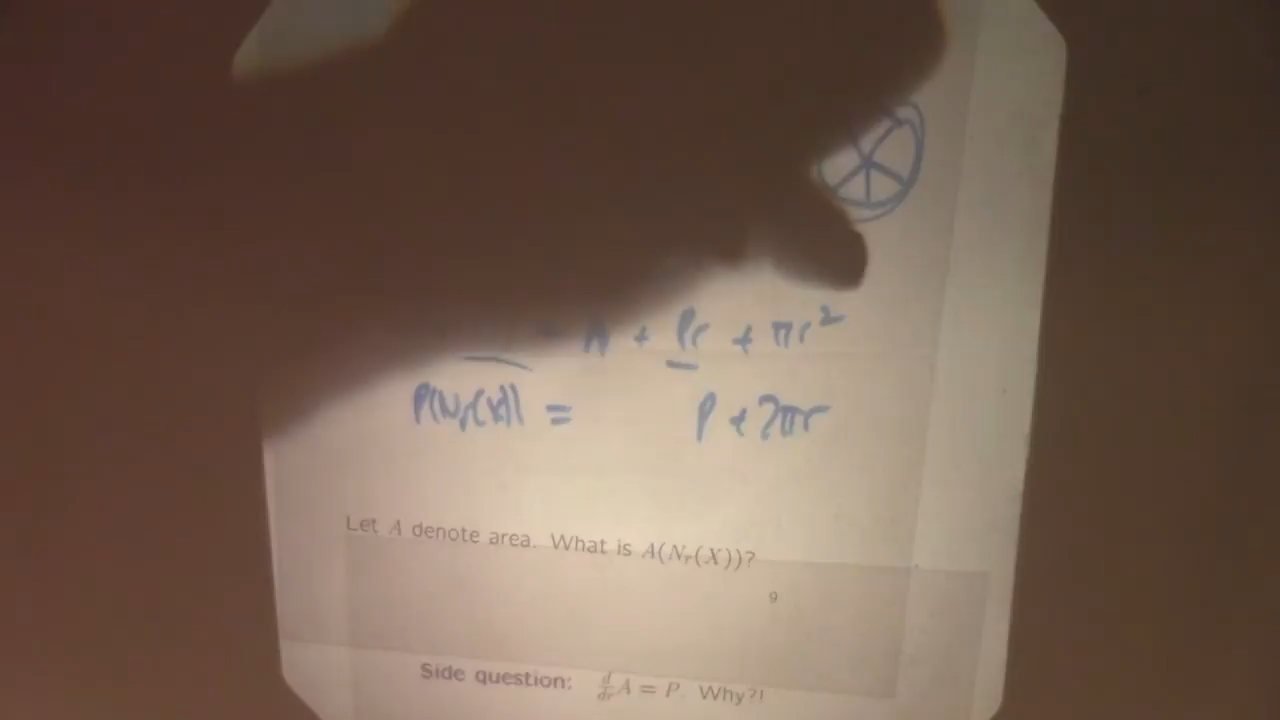 = A + Pr + πr²
P(Nr(X)) = P + 2πr
Let A denote area. What is A(Nr(X))?
9
Side question: d/dr A = P. Why?!